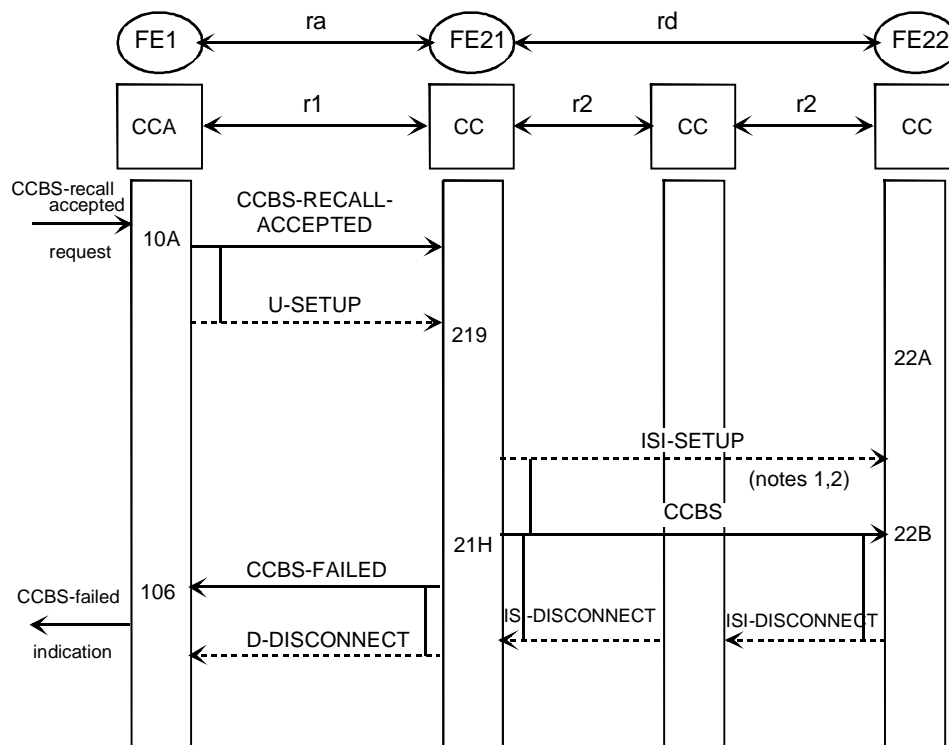 FE1
ra
FE21
rd
FE22
CCA
r1
CC
r2
CC
r2
CC
CCBS-recall
accepted
request
10A
CCBS-RECALL-
ACCEPTED
U-SETUP
219
22A
ISI-SETUP
(notes 1,2)
CCBS
21H
22B
CCBS-FAILED
106
CCBS-failed
indication
ISI-DISCONNECT
ISI-DISCONNECT
D-DISCONNECT